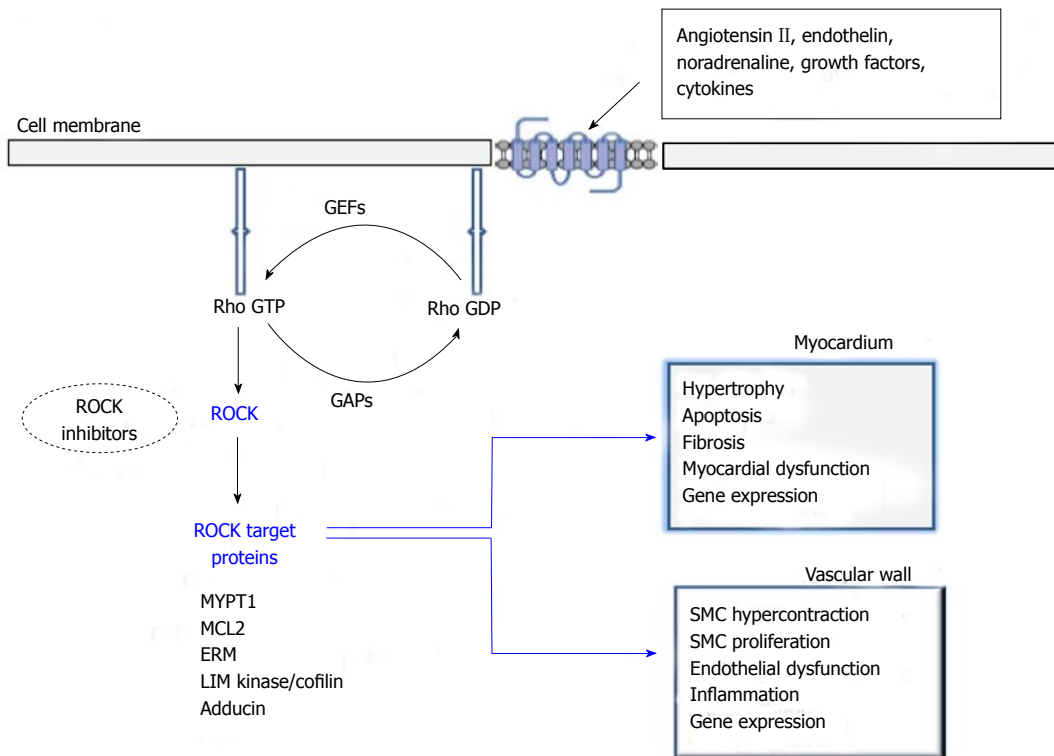 Angiotensin II, endothelin,
noradrenaline, growth factors,
cytokines
Cell membrane
GEFs
Rho GTP
Rho GDP
GAPs
ROCK
inhibitors
ROCK
ROCK target
proteins
MYPT1
MCL2
ERM
LIM kinase/cofilin
Adducin
Myocardium
Hypertrophy
Apoptosis
Fibrosis
Myocardial dysfunction
Gene expression
Vascular wall
SMC hypercontraction
SMC proliferation
Endothelial dysfunction
Inflammation
Gene expression